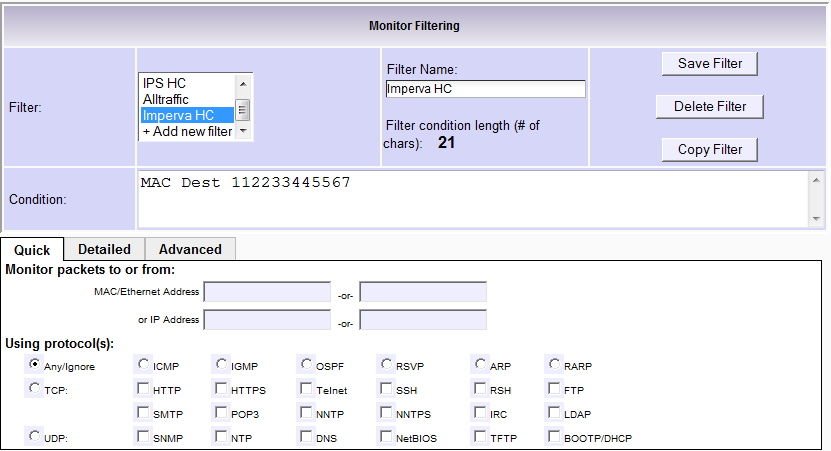 Monitor Filtering
Filter:
IPS HC
Alltraffic
Imperva HC
+ Add new filter
Filter Name:
Imperva HC
Filter condition length (# of
chars): 21
Save Filter
Delete Filter
Copy Filter
Condition:
MAC Dest 112233445567
Quick Detailed Advanced
Monitor packets to or from:
MAC/Ethernet Address -or-
or IP Address -or-
Using protocol(s):
Any/Ignore ICMP IGMP OSPF RSVP ARP RARP
TCP: HTTP HTTPS Telnet SSH RSH FTP
SMTP POP3 NNTP NNTPS IRC LDAP
UDP: SNMP NTP DNS NetBIOS TFTP BOOTP/DHCP